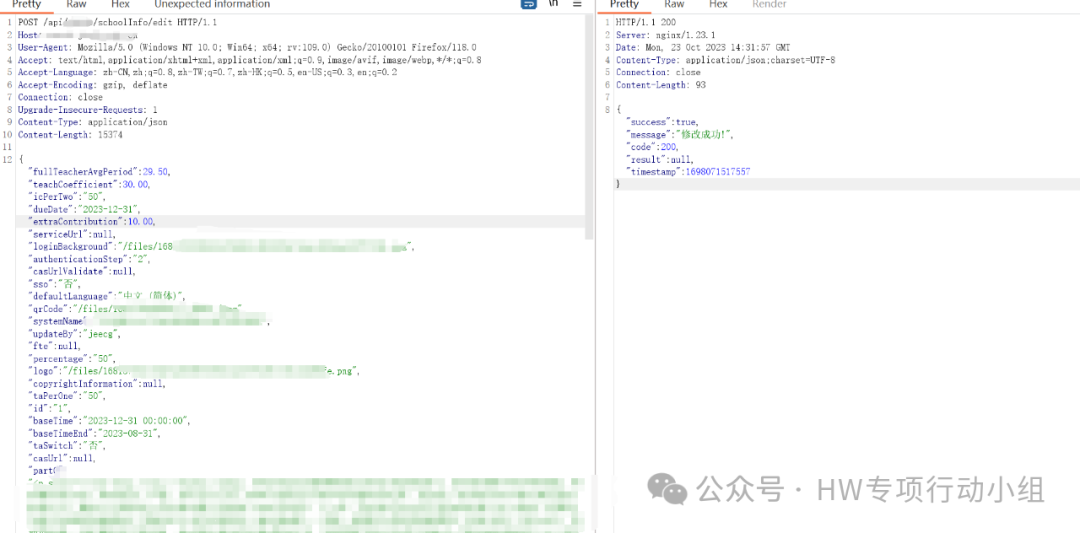 Pretty Raw Hex Unexpected information \n
1 POST /api /schoolInfo/edit HTTP/1.1
2 Host:
3 User-Agent: Mozilla/5.0 (Windows NT 10.0; Win64; x64; rv:109.0) Gecko/20100101 Firefox/118.0
4 Accept: text/html,application/xhtml+xml,application/xml;q=0.9,image/avif,image/webp,*/*;q=0.8
5 Accept-Language: zh-CN,zh;q=0.8,zh-TW;q=0.7,zh-HK;q=0.5,en-US;q=0.3,en;q=0.2
6 Accept-Encoding: gzip, deflate
7 Connection: close
8 Upgrade-Insecure-Requests: 1
9 Content-Type: application/json
10 Content-Length: 15374
11
12 {
"fullTeacherAvgPeriod":29.50,
"teachCoefficient":30.00,
"icPerTwo":"50",
"dueDate":"2023-12-31",
"extraContribution":10.00,
"serviceUrl":null,
"loginBackground":"/files/168
"authenticationStep":"2",
"casUrlValidate":null,
"sso":"否",
"defaultLanguage":"中文 (简体)",
"qrCode":"/files/
"systemName"
"updateBy":"jeecg",
"fte":null,
"percentage":"50",
"logo":"/files/1681 e.png",
"copyrightInformation":null,
"taPerOne":"50",
"id":"1",
"baseTime":"2023-12-31 00:00:00",
"baseTimeEnd":"2023-08-31",
"taSwitch":"否",
"casUrl":null,
"part
Pretty Raw Hex Render
1 HTTP/1.1 200
2 Server: nginx/1.23.1
3 Date: Mon, 23 Oct 2023 14:31:57 GMT
4 Content-Type: application/json;charset=UTF-8
5 Connection: close
6 Content-Length: 93
7
8 {
"success":true,
"message":"修改成功!",
"code":200,
"result":null,
"timestamp":1698071517557
}
公众号 · HW专项行动小组